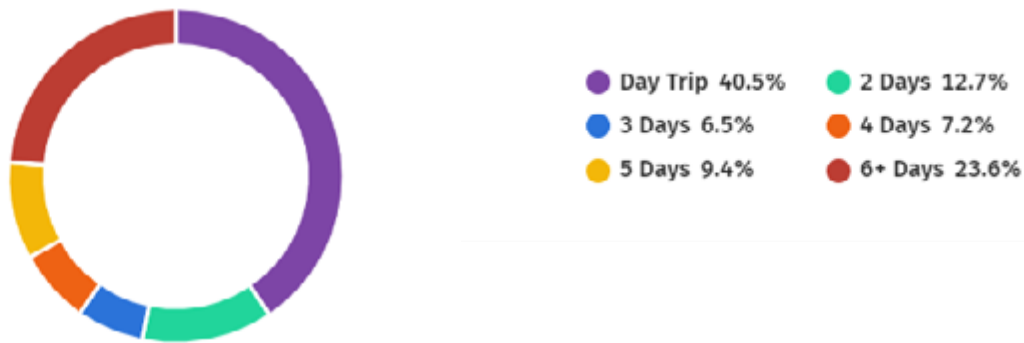 Day Trip 40.5% 2 Days 12.7%
3 Days 6.5% 4 Days 7.2%
5 Days 9.4% 6+ Days 23.6%